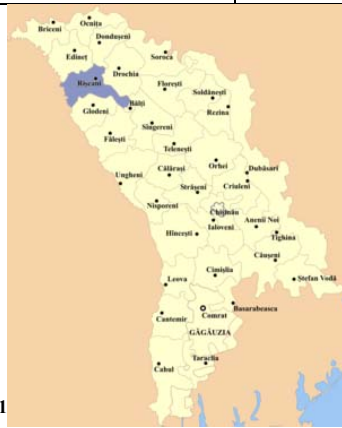 Ocnița
Briceni
Dondușeni
Edineț
Soroca
Drochia
Rîșcani
Florești
Șoldănești
Glodeni
Bălți
Rezina
Sîngerei
Fălești
Telenești
Orhei
Dubăsari
Călărași
Ungheni
Criuleni
Strășeni
Nisporeni
Chișinău
Anenii Noi
Ialoveni
Hîncești
Tighina
Căușeni
Cimișlia
Ștefan Vodă
Leova
Basarabeasca
Comrat
Cantemir
GĂGĂUZIA
Taraclia
Cahul
1